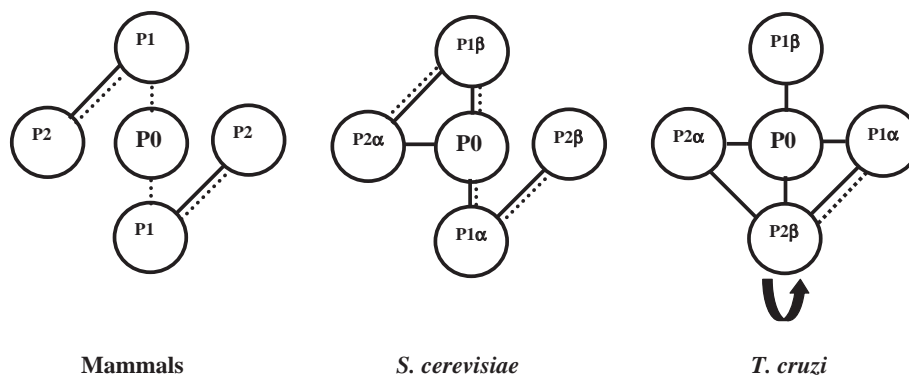 P1
P2
P0
P2
P1
Mammals
P1β
P2α
P0
P2β
P1α
S. cerevisiae
P1β
P2α
P0
P1α
P2β
T. cruzi